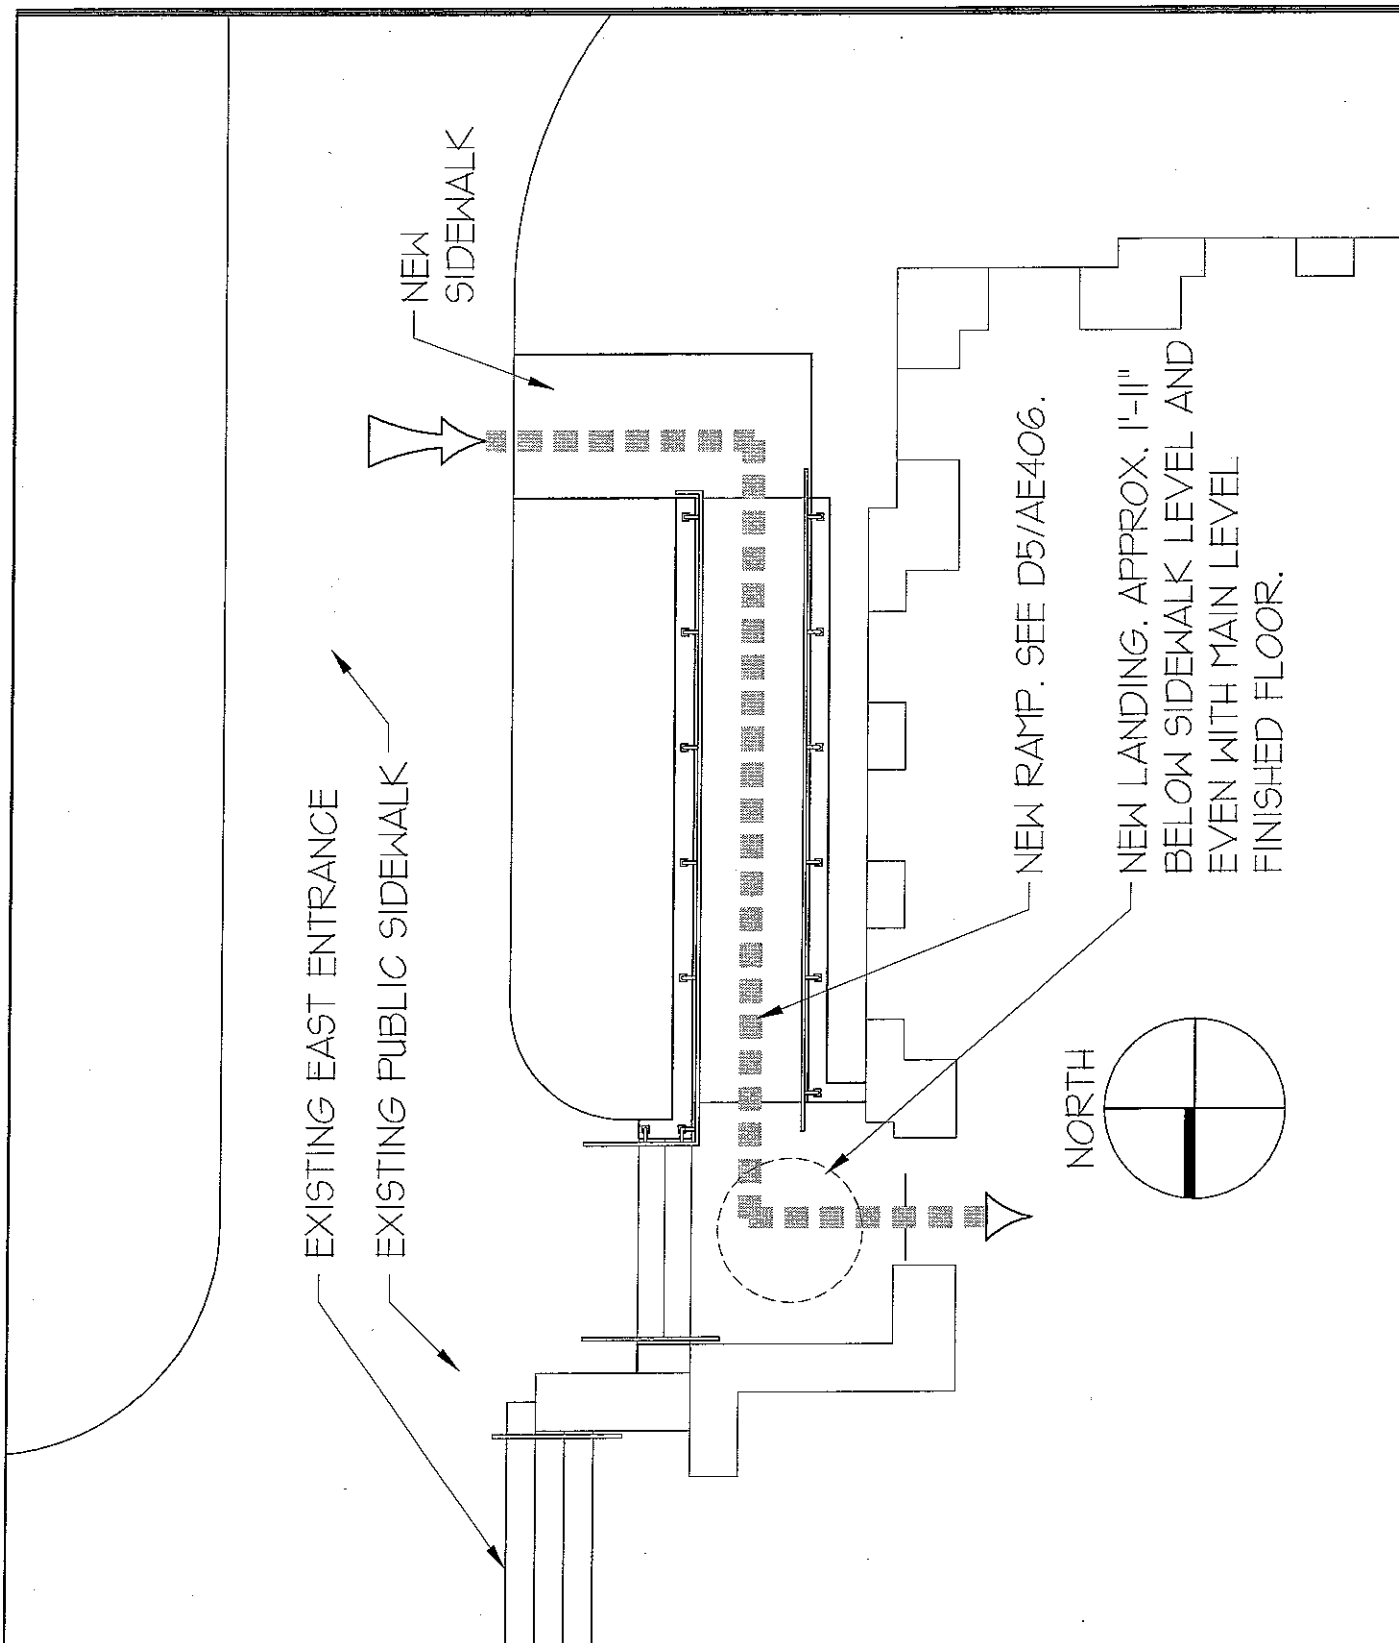 EXISTING EAST ENTRANCE
EXISTING PUBLIC SIDEWALK
NEW
SIDEWALK
NEW RAMP. SEE D5/AE406.
NEW LANDING. APPROX. 1'-11"
BELOW SIDEWALK LEVEL AND
EVEN WITH MAIN LEVEL
FINISHED FLOOR.
NORTH